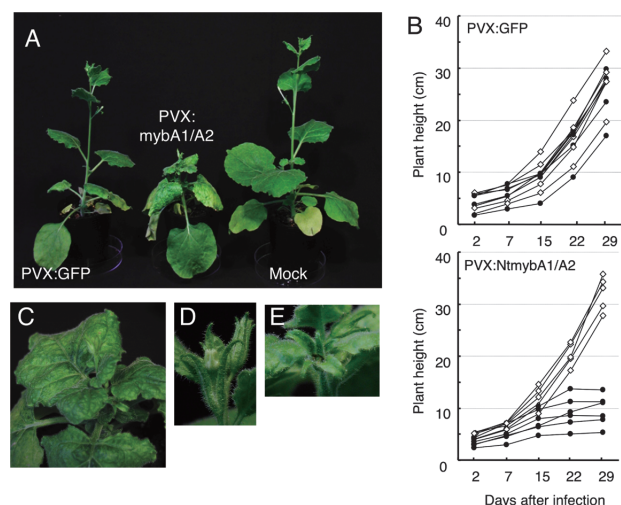 A
PVX:
mybA1/A2
PVX:GFP
Mock
B
PVX:GFP
40
30
20
10
0
Plant height (cm)
2 7 15 22 29
PVX:NtmybA1/A2
40
30
20
10
0
Plant height (cm)
2 7 15 22 29
Days after infection
C
D
E